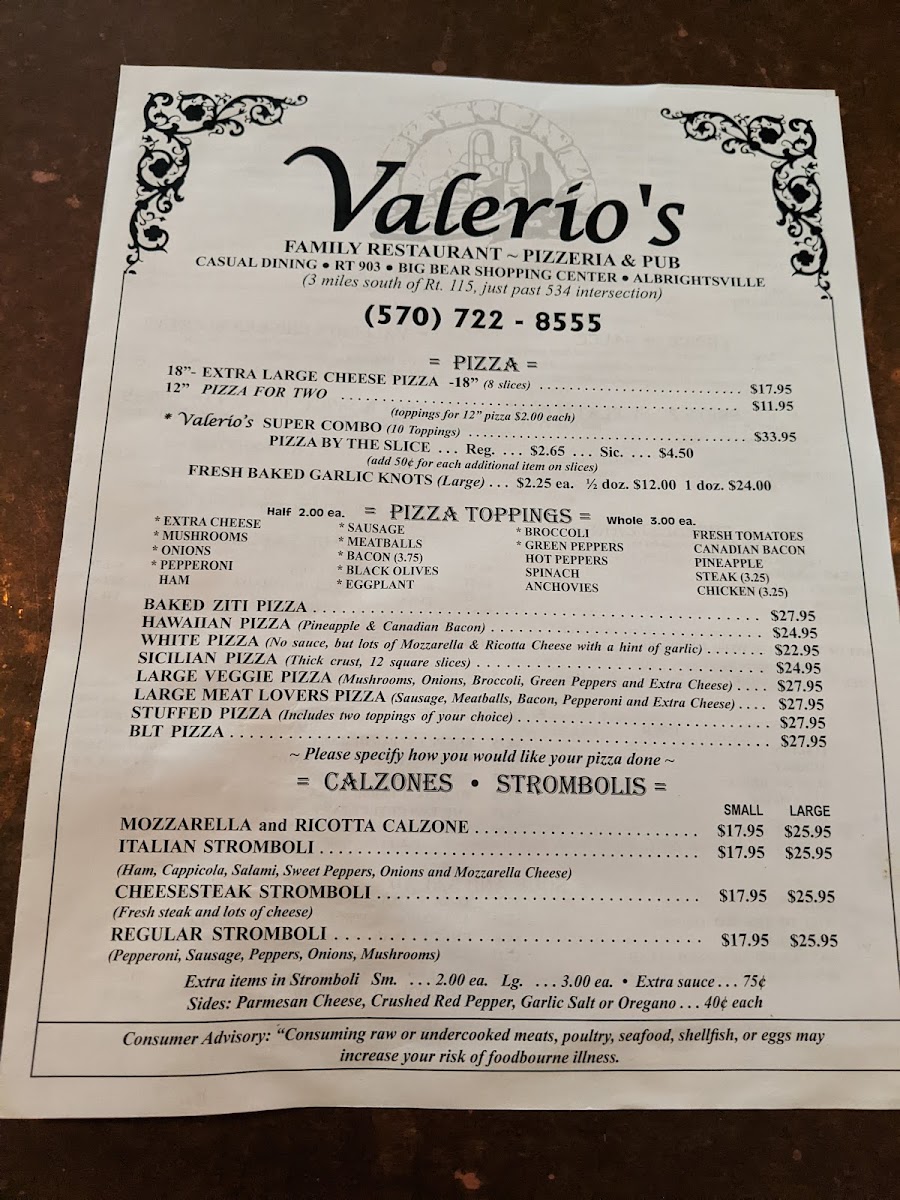 Valerio's
FAMILY RESTAURANT ~ PIZZERIA & PUB
CASUAL DINING • RT 903 • BIG BEAR SHOPPING CENTER • ALBRIGHTSVILLE
(3 miles south of Rt. 115, just past 534 intersection)
(570) 722 - 8555
= PIZZA =
18”- EXTRA LARGE CHEESE PIZZA -18” (8 slices) ........................ $17.95
12” PIZZA FOR TWO ........................ $11.95
(toppings for 12” pizza $2.00 each)
* Valerio's SUPER COMBO (10 Toppings) ........................ $33.95
PIZZA BY THE SLICE ... Reg. ... $2.65 ... Sic. ... $4.50
(add 50¢ for each additional item on slices)
FRESH BAKED GARLIC KNOTS (Large) ... $2.25 ea. ½ doz. $12.00 1 doz. $24.00
Half 2.00 ea. = PIZZA TOPPINGS = Whole 3.00 ea.
* EXTRA CHEESE * SAUSAGE * BROCCOLI FRESH TOMATOES
* MUSHROOMS * MEATBALLS * GREEN PEPPERS CANADIAN BACON
* ONIONS * BACON (3.75) HOT PEPPERS PINEAPPLE
* PEPPERONI * BLACK OLIVES SPINACH STEAK (3.25)
HAM * EGGPLANT ANCHOVIES CHICKEN (3.25)
BAKED ZITI PIZZA ........................ $27.95
HAWAIIAN PIZZA (Pineapple & Canadian Bacon) ........................ $24.95
WHITE PIZZA (No sauce, but lots of Mozzarella & Ricotta Cheese with a hint of garlic) ....... $22.95
SICILIAN PIZZA (Thick crust, 12 square slices) ........................ $24.95
LARGE VEGGIE PIZZA (Mushrooms, Onions, Broccoli, Green Peppers and Extra Cheese) .... $27.95
LARGE MEAT LOVERS PIZZA (Sausage, Meatballs, Bacon, Pepperoni and Extra Cheese) .... $27.95
STUFFED PIZZA (Includes two toppings of your choice) ........................ $27.95
BLT PIZZA ........................ $27.95
~ Please specify how you would like your pizza done ~
= CALZONES • STROMBOLIS =
SMALL LARGE
MOZZARELLA and RICOTTA CALZONE ........................ $17.95 $25.95
ITALIAN STROMBOLI ........................ $17.95 $25.95
(Ham, Cappicola, Salami, Sweet Peppers, Onions and Mozzarella Cheese)
CHEESESTEAK STROMBOLI ........................ $17.95 $25.95
(Fresh steak and lots of cheese)
REGULAR STROMBOLI ........................ $17.95 $25.95
(Pepperoni, Sausage, Peppers, Onions, Mushrooms)
Extra items in Stromboli Sm. ... 2.00 ea. Lg. ... 3.00 ea. • Extra sauce ... 75¢
Sides: Parmesan Cheese, Crushed Red Pepper, Garlic Salt or Oregano ... 40¢ each
Consumer Advisory: “Consuming raw or undercooked meats, poultry, seafood, shellfish, or eggs may
increase your risk of foodbourne illness.